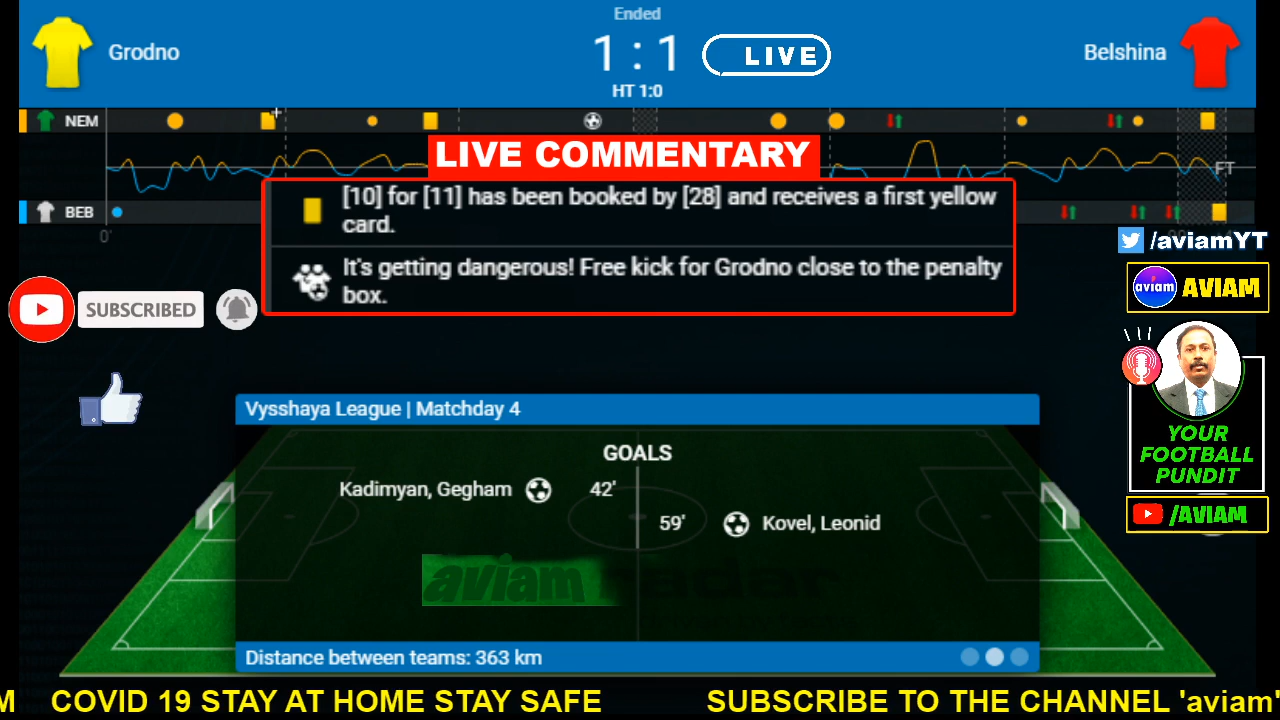 Ended
Grodno
1 : 1
LIVE
Belshina
HT 1:0
NEM
LIVE COMMENTARY
FT
[10] for [11] has been booked by [28] and receives a first yellow
card.
BEB
0'
It's getting dangerous! Free kick for Grodno close to the penalty
box.
/aviamYT
aviam AVIAM
SUBSCRIBED
Vysshaya League | Matchday 4
GOALS
Kadimyan, Gegham 42'
59' Kovel, Leonid
YOUR
FOOTBALL
PUNDIT
/AVIAM
aviam radar
Distance between teams: 363 km
M COVID 19 STAY AT HOME STAY SAFE SUBSCRIBE TO THE CHANNEL 'aviam'